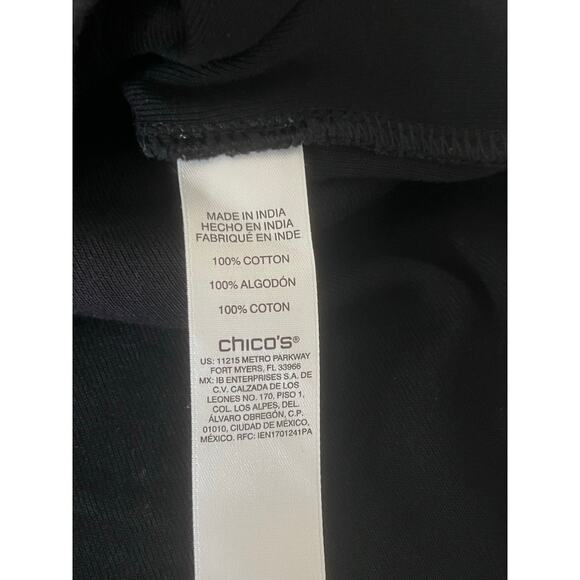 MADE IN INDIA
HECHO EN INDIA
FABRIQUÉ EN INDE
100% COTTON
100% ALGODÓN
100% COTON
chico's®
US: 11215 METRO PARKWAY
FORT MYERS, FL 33966
MX: IB ENTERPRISES S.A. DE
C.V. CALZADA DE LOS
LEONES NO. 170, PISO 1,
COL. LOS ALPES, DEL.
ÁLVARO OBREGÓN, C.P.
01010, CIUDAD DE MÉXICO,
MÉXICO. RFC: IEN1701241PA